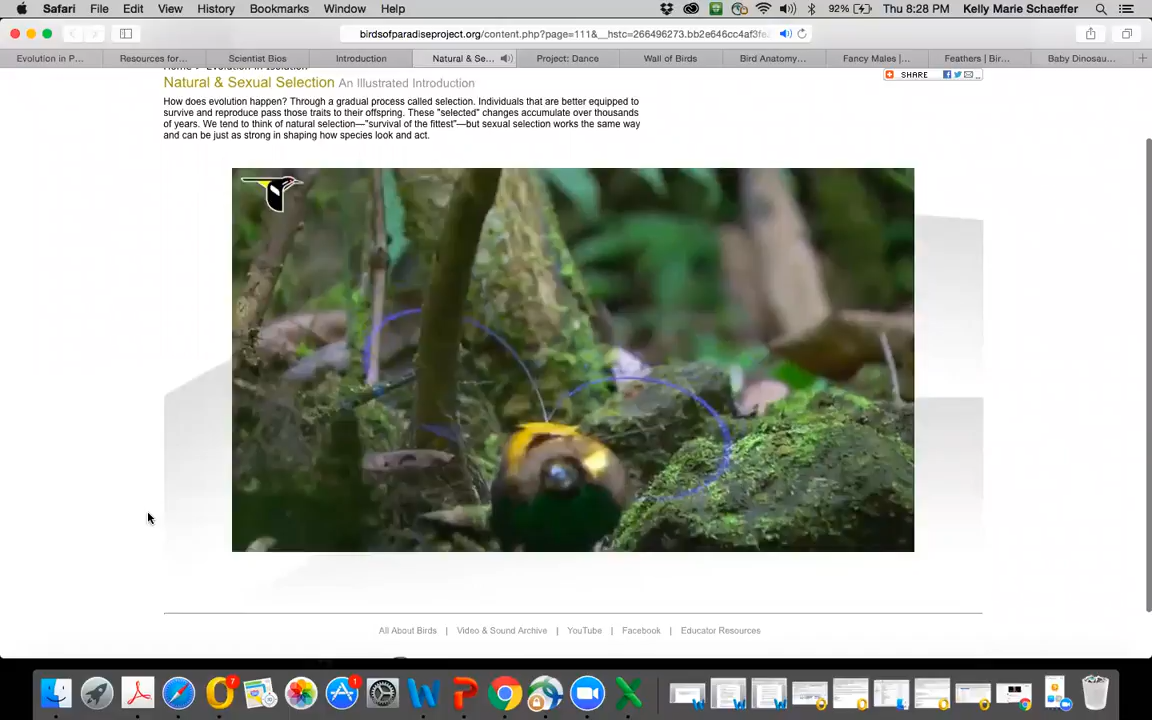 Safari File Edit View History Bookmarks Window Help 92% Thu 8:28 PM Kelly Marie Schaeffer
birdsofparadiseproject.org/content.php?page=111&__hstc=266496273.bb2e646cc4af3fe
Evolution in P... Resources for... Scientist Bios Introduction Natural & Se... Project: Dance Wall of Birds Bird Anatomy... Fancy Males |... Feathers | Bir... Baby Dinosau...
Natural & Sexual Selection An Illustrated Introduction
SHARE
How does evolution happen? Through a gradual process called selection. Individuals that are better equipped to
survive and reproduce pass those traits to their offspring. These "selected" changes accumulate over thousands
of years. We tend to think of natural selection—"survival of the fittest"—but sexual selection works the same way
and can be just as strong in shaping how species look and act.
All About Birds | Video & Sound Archive | YouTube | Facebook | Educator Resources
7
1